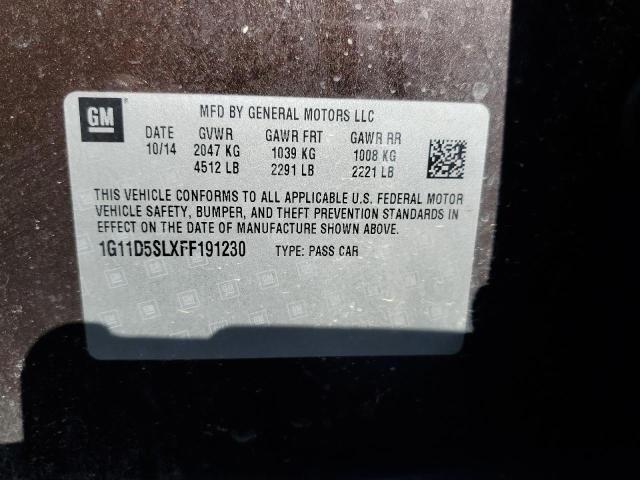 GM
MFD BY GENERAL MOTORS LLC
DATE GVWR GAWR FRT GAWR RR
10/14 2047 KG 1039 KG 1008 KG
4512 LB 2291 LB 2221 LB
THIS VEHICLE CONFORMS TO ALL APPLICABLE U.S. FEDERAL MOTOR
VEHICLE SAFETY, BUMPER, AND THEFT PREVENTION STANDARDS IN
EFFECT ON THE DATE OF MANUFACTURE SHOWN ABOVE.
1G11D5SLXFF191230 TYPE: PASS CAR